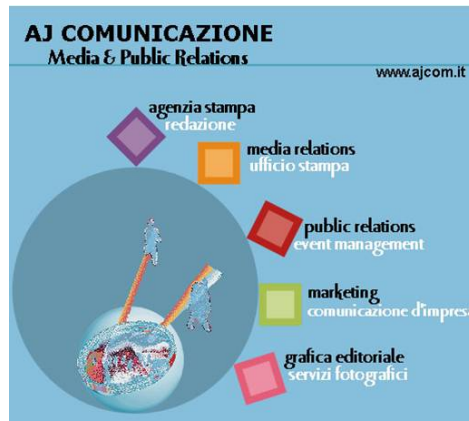 AJ COMUNICAZIONE
Media & Public Relations
www.ajcom.it
agenzia stampa
redazione
media relations
ufficio stampa
public relations
event management
marketing
comunicazione d'impresa
grafica editoriale
servizi fotografici